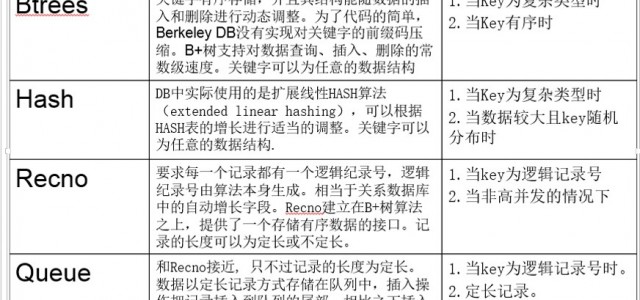 Btrees
入和删除进行动态调整。为了代码的简单，
Berkeley DB没有实现对关键字的前缀码压
缩。B+树支持对数据查询、插入、删除的常
数级速度。关键字可以为任意的数据结构
1. 当Key为复杂类型时
2. 当Key有序时
Hash
DB中实际使用的是扩展线性HASH算法
（extended linear hashing），可以根据
HASH表的增长进行适当的调整。关键字可以
为任意的数据结构.
1. 当Key为复杂类型时
2. 当数据较大且key随机
分布时
Recno
要求每一个记录都有一个逻辑纪录号，逻辑
纪录号由算法本身生成。相当于关系数据库
中的自动增长字段。Recno建立在B+树算法
之上，提供了一个存储有序数据的接口。记
录的长度可以为定长或不定长。
1. 当key为逻辑记录号
2. 当非高并发的情况下
Queue
和Recno接近, 只不过记录的长度为定长。
数据以定长记录方式存储在队列中，插入操
1. 当key为逻辑记录号时。
2. 定长记录。